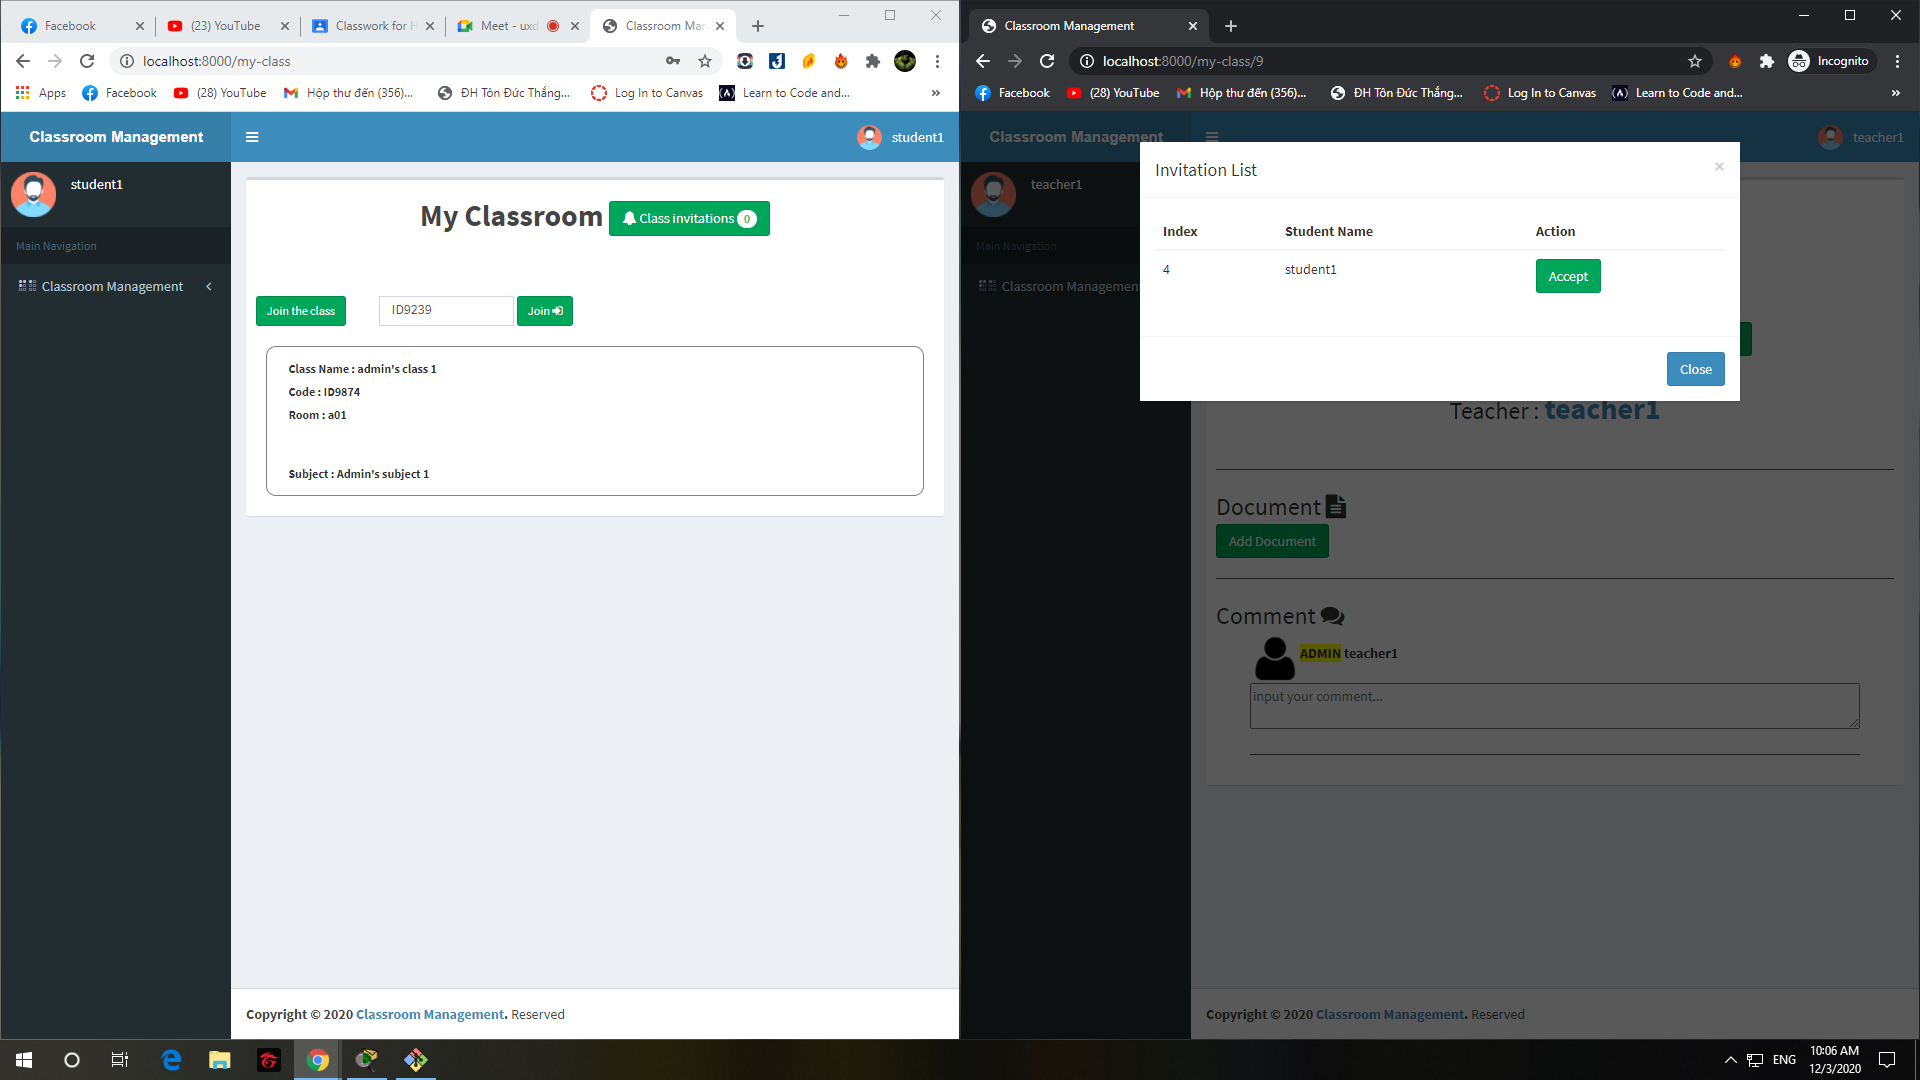 Facebook
(23) YouTube
Classwork for H
Meet - uxd
Classroom Man
localhost:8000/my-class
Apps
Facebook
(28) YouTube
Hộp thư đến (356)...
ĐH Tôn Đức Thắng...
Log In to Canvas
Learn to Code and...
»
Classroom Management
student1
student1
Main Navigation
Classroom Management
My Classroom
Class invitations 0
Join the class
ID9239
Join
Class Name : admin's class 1
Code : ID9874
Room : a01
Subject : Admin's subject 1
Copyright © 2020 Classroom Management. Reserved
Classroom Management
localhost:8000/my-class/9
Incognito
Facebook
(28) YouTube
Hộp thư đến (356)...
ĐH Tôn Đức Thắng...
Log In to Canvas
Learn to Code and...
»
Classroom Management
teacher1
teacher1
Main Navigation
Classroom Management
Invitation List
×
Index Student Name Action
4 student1 Accept
Close
Teacher : teacher1
Document
Add Document
Comment
ADMIN teacher1
input your comment...
Copyright © 2020 Classroom Management. Reserved
ENG
10:06 AM
12/3/2020